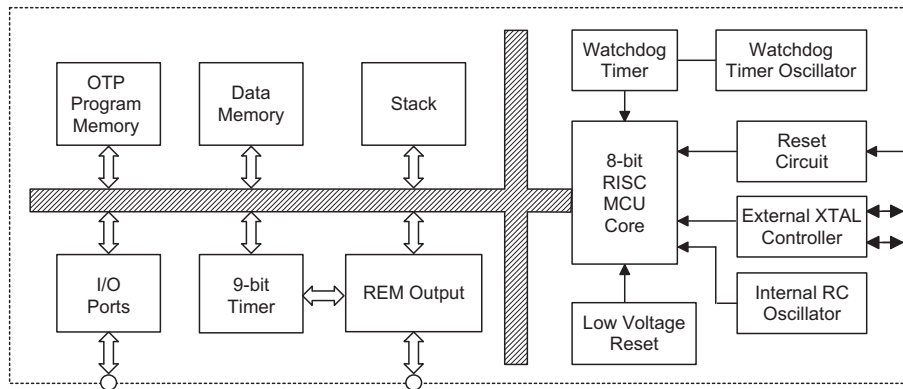 OTP
Program
Memory
Data
Memory
Stack
Watchdog
Timer
Watchdog
Timer Oscillator
8-bit
RISC
MCU
Core
Reset
Circuit
External XTAL
Controller
Internal RC
Oscillator
Low Voltage
Reset
I/O
Ports
9-bit
Timer
REM Output